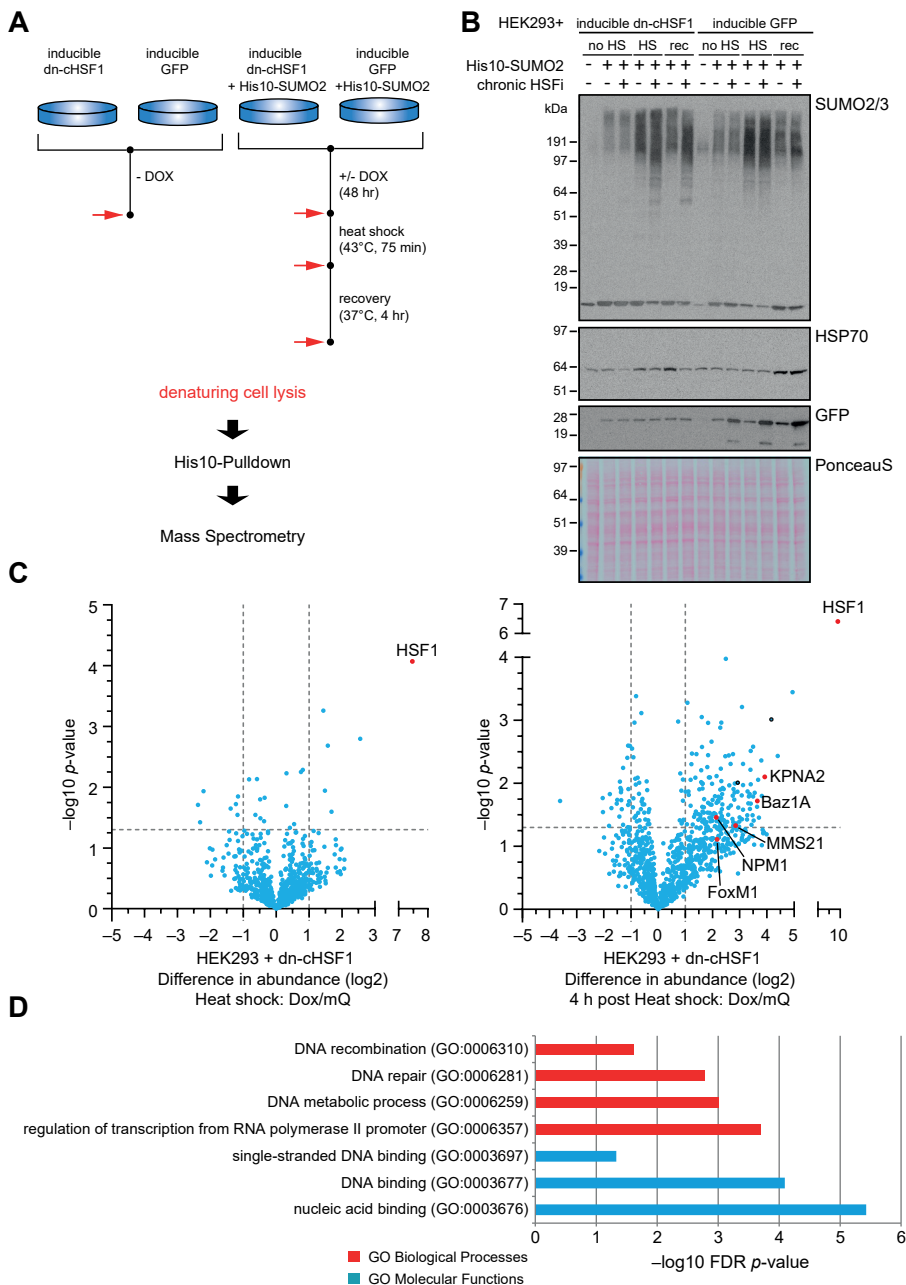 A
inducible dn-cHSF1
inducible GFP
inducible dn-cHSF1 + His10-SUMO2
inducible GFP +His10-SUMO2
- DOX
+/- DOX (48 hr)
heat shock (43°C, 75 min)
recovery (37°C, 4 hr)
denaturing cell lysis
His10-Pulldown
Mass Spectrometry
B
HEK293+ inducible dn-cHSF1 inducible GFP
no HS HS rec no HS HS rec
His10-SUMO2 - + + + + + + - + + + + + +
chronic HSFi + + + + + +
kDa
SUMO2/3
191
97
64
51
39
28
19
HSP70
97
64
51
GFP
28
19
PonceauS
97
64
51
39
C
5
4
3
2
1
0
–log10 p-value
HSF1
–5 –4 –3 –2 –1 0 1 2 3 7 8
HEK293 + dn-cHSF1
Difference in abundance (log2)
Heat shock: Dox/mQ
7
6
4
3
2
1
0
–log10 p-value
HSF1
KPNA2
Baz1A
MMS21
NPM1
FoxM1
–5 –4 –3 –2 –1 0 1 2 3 4 5 10
HEK293 + dn-cHSF1
Difference in abundance (log2)
4 h post Heat shock: Dox/mQ
D
DNA recombination (GO:0006310)
DNA repair (GO:0006281)
DNA metabolic process (GO:0006259)
regulation of transcription from RNA polymerase II promoter (GO:0006357)
single-stranded DNA binding (GO:0003697)
DNA binding (GO:0003677)
nucleic acid binding (GO:0003676)
0 1 2 3 4 5 6
–log10 FDR p-value
GO Biological Processes
GO Molecular Functions